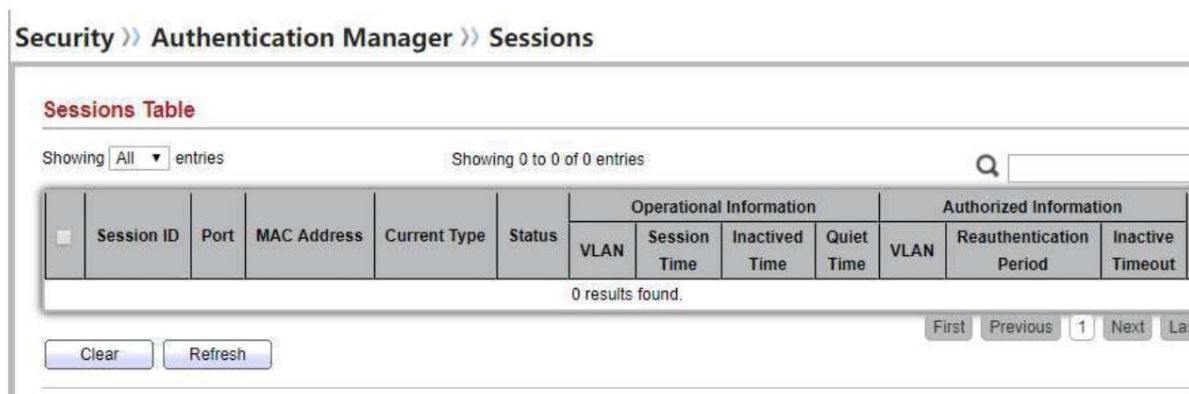 Security » Authentication Manager » Sessions
Sessions Table
Showing All entries Showing 0 to 0 of 0 entries
Operational Information Authorized Information
Session ID Port MAC Address Current Type Status VLAN Session Time Inactived Time Quiet Time VLAN Reauthentication Period Inactive Timeout
0 results found.
First Previous 1 Next
Clear Refresh